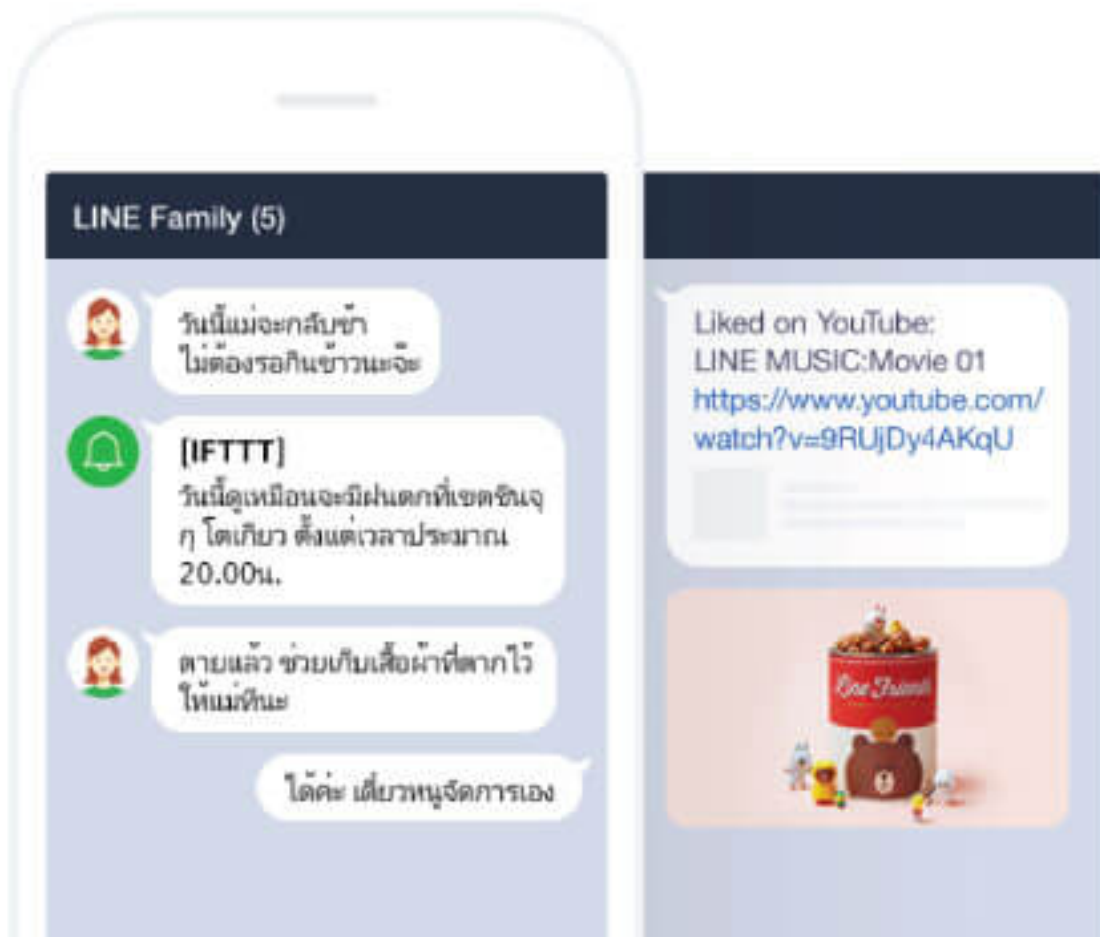 LINE Family (5)
วันนี้แม่จะกลับช้า
ไม่ต้องรอกินข้าวนะจ๊ะ
[IFTTT]
วันนี้ดูเหมือนจะมีฝนตกที่เขตชินจุ
กุ โตเกียว ตั้งแต่เวลาประมาณ
20.00น.
ตายแล้ว ช่วยเก็บเสื้อผ้าที่ตากไว้
ให้แม่ทีนะ
ได้ค่ะ เดี๋ยวหนูจัดการเอง
Liked on YouTube:
LINE MUSIC:Movie 01
https://www.youtube.com/
watch?v=9RUjDy4AKqU
Line Friends